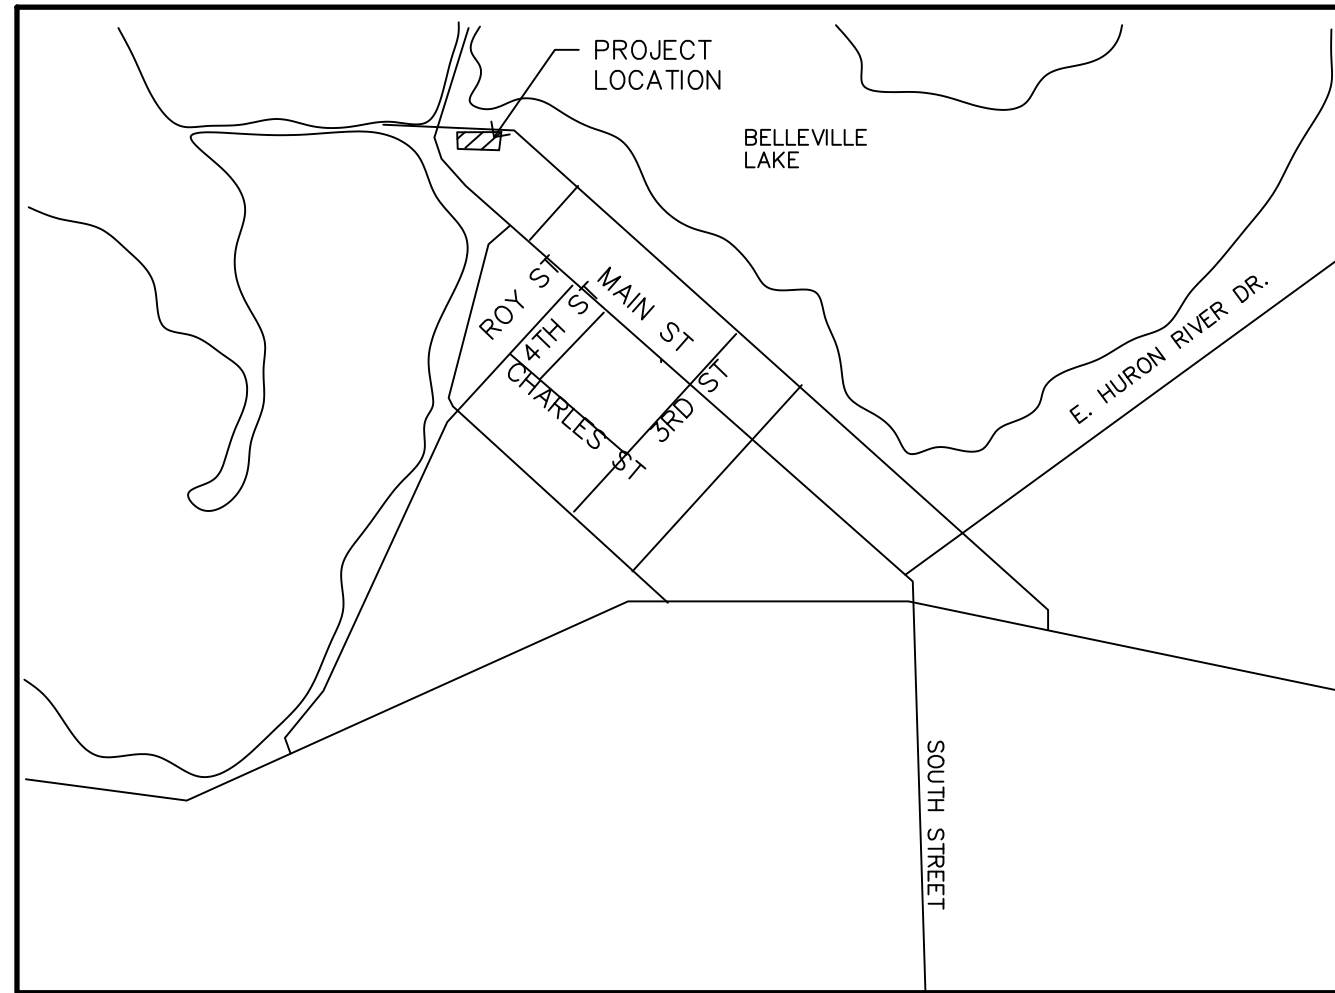 PROJECT
LOCATION
BELLEVILLE
LAKE
ROY ST
4TH ST
MAIN ST
CHARLES ST
3RD ST
E. HURON RIVER DR.
SOUTH STREET